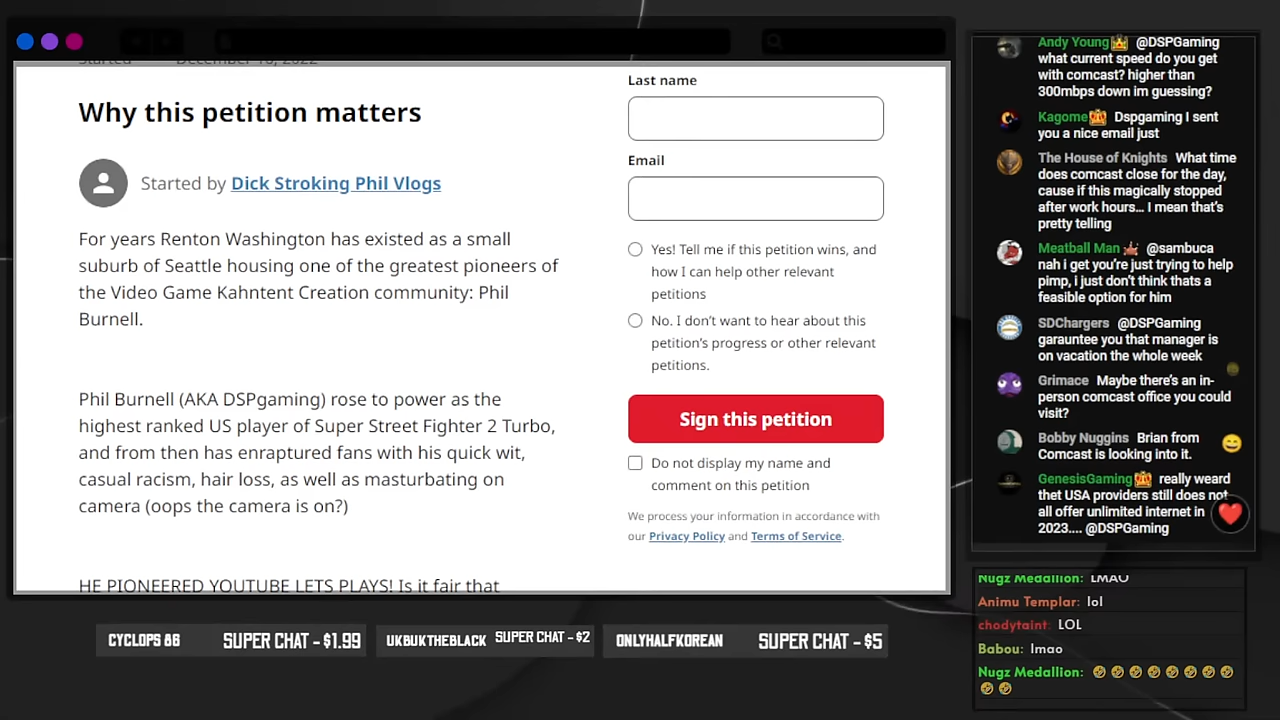 Why this petition matters
Started by Dick Stroking Phil Vlogs
For years Renton Washington has existed as a small
suburb of Seattle housing one of the greatest pioneers of
the Video Game Kahntent Creation community: Phil
Burnell.
Phil Burnell (AKA DSPgaming) rose to power as the
highest ranked US player of Super Street Fighter 2 Turbo,
and from then has enraptured fans with his quick wit,
casual racism, hair loss, as well as masturbating on
camera (oops the camera is on?)
HE PIONEERED YOUTUBE LETS PLAYS! Is it fair that
Last name
Email
Yes! Tell me if this petition wins, and
how I can help other relevant
petitions
No. I don't want to hear about this
petition's progress or other relevant
petitions.
Sign this petition
Do not display my name and
comment on this petition
We process your information in accordance with
our Privacy Policy and Terms of Service.
Andy Young @DSPGaming
what current speed do you get
with comcast? higher than
300mbps down im guessing?
Kagome Dspgaming I sent
you a nice email just
The House of Knights What time
does comcast close for the day,
cause if this magically stopped
after work hours... I mean that's
pretty telling
Meatball Man @sambuca
nah i get you're just trying to help
pimp, i just don't think thats a
feasible option for him
SDChargers @DSPGaming
garauntee you that manager is
on vacation the whole week
Grimace Maybe there's an in-
person comcast office you could
visit?
Bobby Nuggins Brian from
Comcast is looking into it.
GenesisGaming really weard
thet USA providers still does not
all offer unlimited internet in
2023.... @DSPGaming
Nugz Medallion: LMAO
Animu Templar: lol
chodytaint: LOL
Babou: lmao
Nugz Medallion: 🤣🤣🤣🤣🤣🤣🤣🤣
🤣🤣
CYCLOPS 86 SUPER CHAT - $1.99
UKBUKTHEBLACK SUPER CHAT - $2
ONLYHALFKOREAN SUPER CHAT - $5